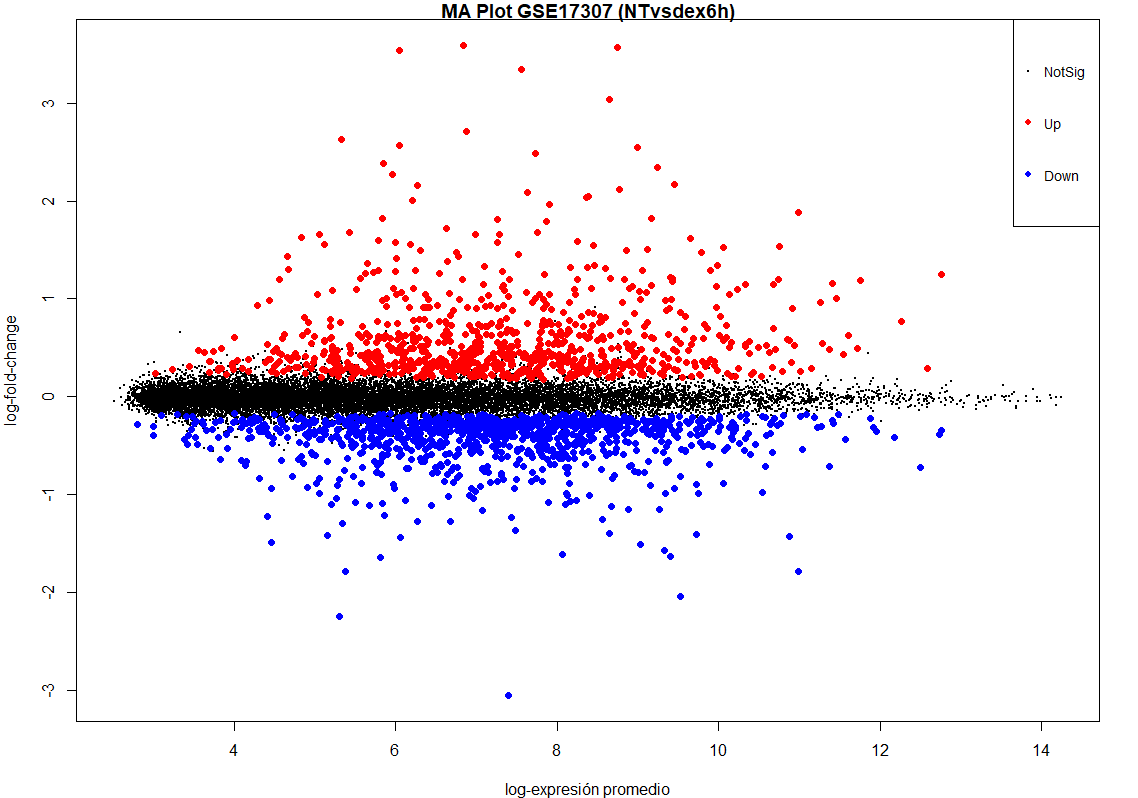 MA Plot GSE17307 (NTvsdex6h)
NotSig
Up
Down
log-fold-change
3
2
1
0
-1
-2
-3
4 6 8 10 12 14
log-expresión promedio